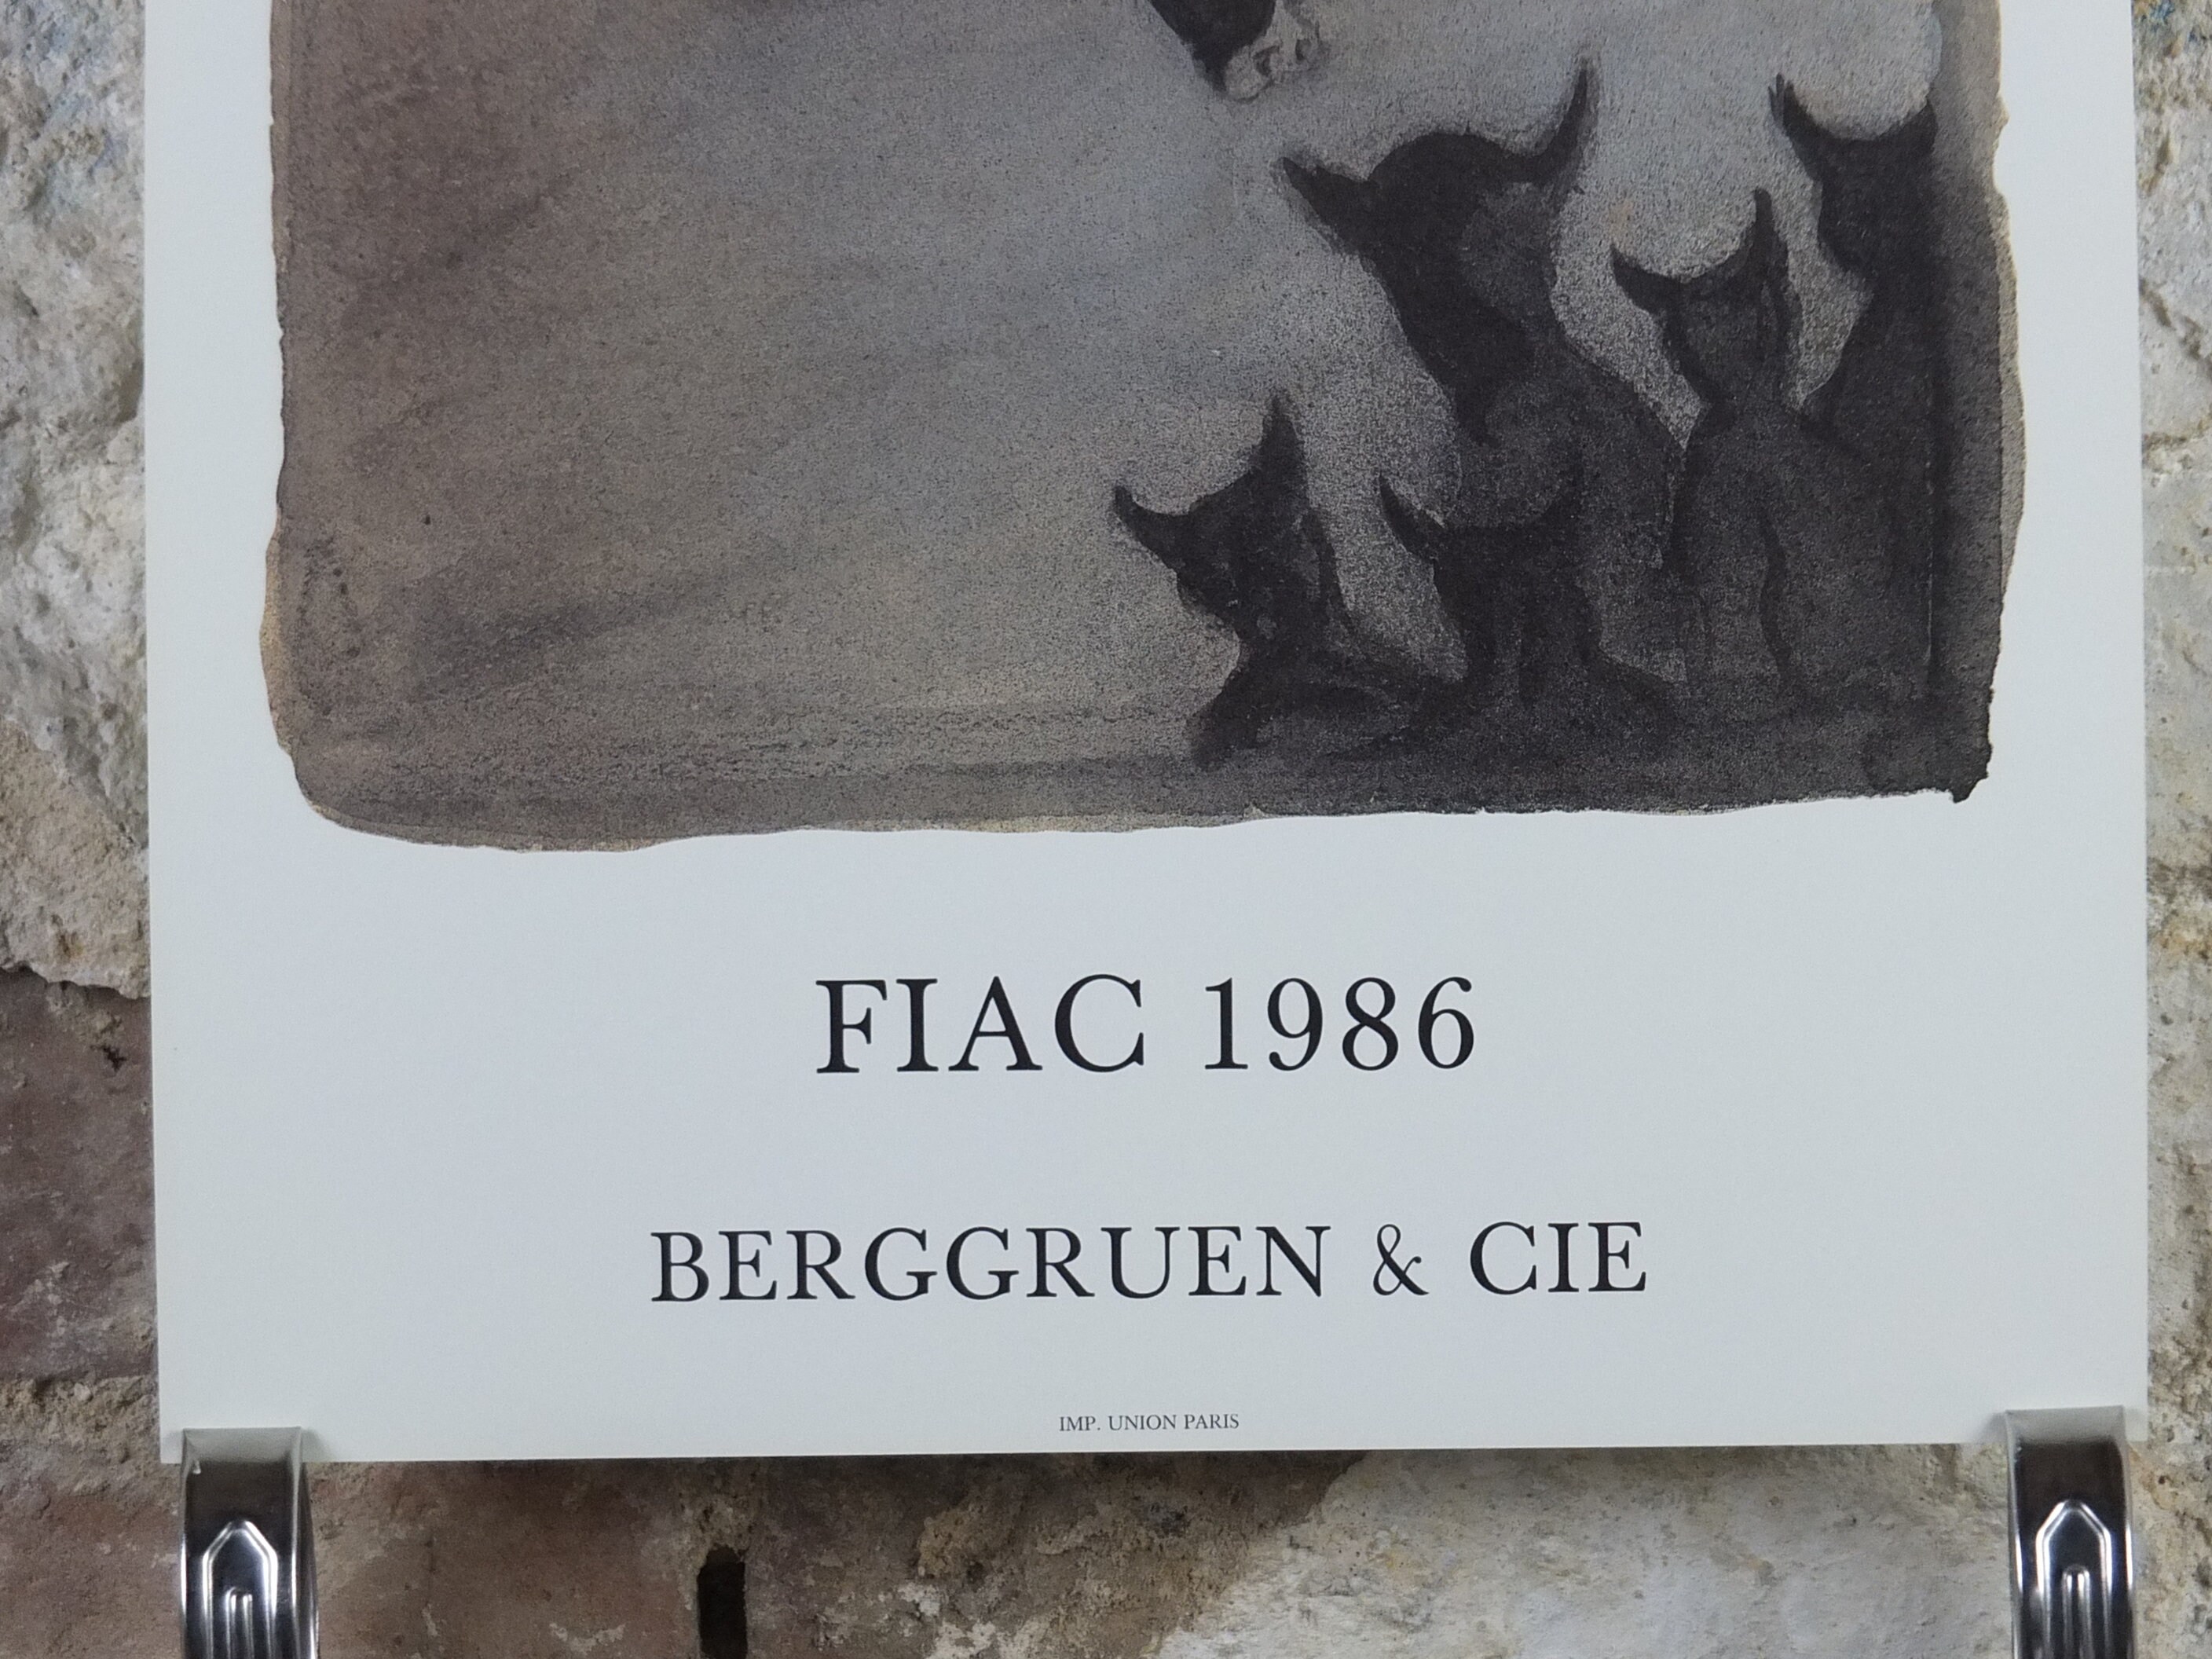 FIAC 1986
BERGGRUEN & CIE
IMP. UNION PARIS